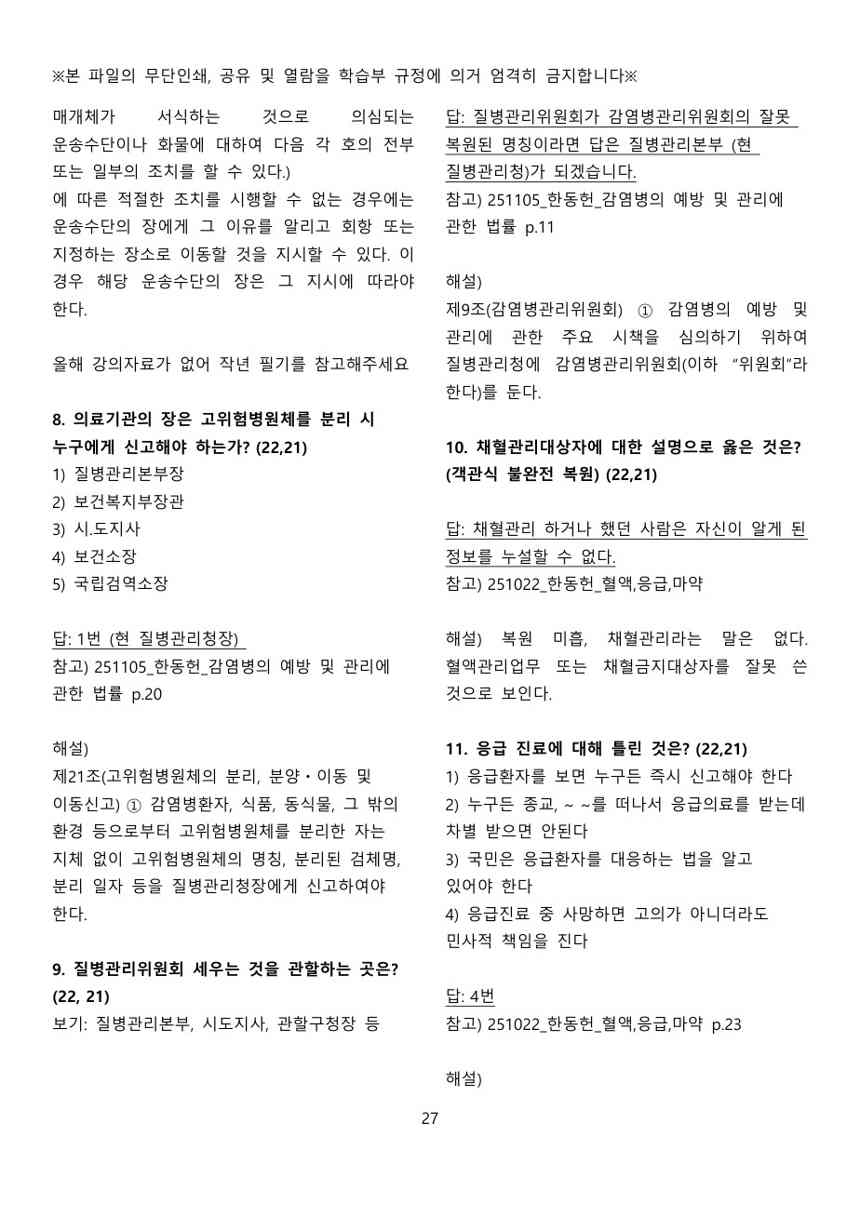 ※본 파일의 무단인쇄, 공유 및 열람을 학습부 규정에 의거 엄격히 금지합니다※
매개체가 서식하는 것으로 의심되는
운송수단이나 화물에 대하여 다음 각 호의 전부
또는 일부의 조치를 할 수 있다.)
에 따른 적절한 조치를 시행할 수 없는 경우에는
운송수단의 장에게 그 이유를 알리고 회항 또는
지정하는 장소로 이동할 것을 지시할 수 있다. 이
경우 해당 운송수단의 장은 그 지시에 따라야
한다.
올해 강의자료가 없어 작년 필기를 참고해주세요
8. 의료기관의 장은 고위험병원체를 분리 시
누구에게 신고해야 하는가? (22,21)
1) 질병관리본부장
2) 보건복지부장관
3) 시.도지사
4) 보건소장
5) 국립검역소장
답: 1번 (현 질병관리청장)
참고) 251105_한동헌_감염병의 예방 및 관리에
관한 법률 p.20
해설)
제21조(고위험병원체의 분리, 분양・이동 및
이동신고) ① 감염병환자, 식품, 동식물, 그 밖의
환경 등으로부터 고위험병원체를 분리한 자는
지체 없이 고위험병원체의 명칭, 분리된 검체명,
분리 일자 등을 질병관리청장에게 신고하여야
한다.
9. 질병관리위원회 세우는 것을 관할하는 곳은?
(22, 21)
보기: 질병관리본부, 시도지사, 관할구청장 등
답: 질병관리위원회가 감염병관리위원회의 잘못
복원된 명칭이라면 답은 질병관리본부 (현
질병관리청)가 되겠습니다.
참고) 251105_한동헌_감염병의 예방 및 관리에
관한 법률 p.11
해설)
제9조(감염병관리위원회) ① 감염병의 예방 및
관리에 관한 주요 시책을 심의하기 위하여
질병관리청에 감염병관리위원회(이하 “위원회”라
한다)를 둔다.
10. 채혈관리대상자에 대한 설명으로 옳은 것은?
(객관식 불완전 복원) (22,21)
답: 채혈관리 하거나 했던 사람은 자신이 알게 된
정보를 누설할 수 없다.
참고) 251022_한동헌_혈액,응급,마약
해설) 복원 미흡, 채혈관리라는 말은 없다.
혈액관리업무 또는 채혈금지대상자를 잘못 쓴
것으로 보인다.
11. 응급 진료에 대해 틀린 것은? (22,21)
1) 응급환자를 보면 누구든 즉시 신고해야 한다
2) 누구든 종교, ~ ~를 떠나서 응급의료를 받는데
차별 받으면 안된다
3) 국민은 응급환자를 대응하는 법을 알고
있어야 한다
4) 응급진료 중 사망하면 고의가 아니더라도
민사적 책임을 진다
답: 4번
참고) 251022_한동헌_혈액,응급,마약 p.23
해설)
27